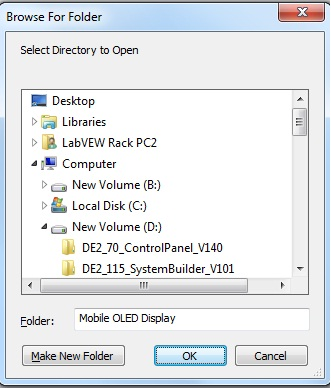 Browse For Folder
Select Directory to Open
Desktop
Libraries
LabVEW Rack PC2
Computer
New Volume (B:)
Local Disk (C:)
New Volume (D:)
DE2_70_ControlPanel_V140
DE2_115_SystemBuilder_V101
Folder: Mobile OLED Display
Make New Folder OK Cancel